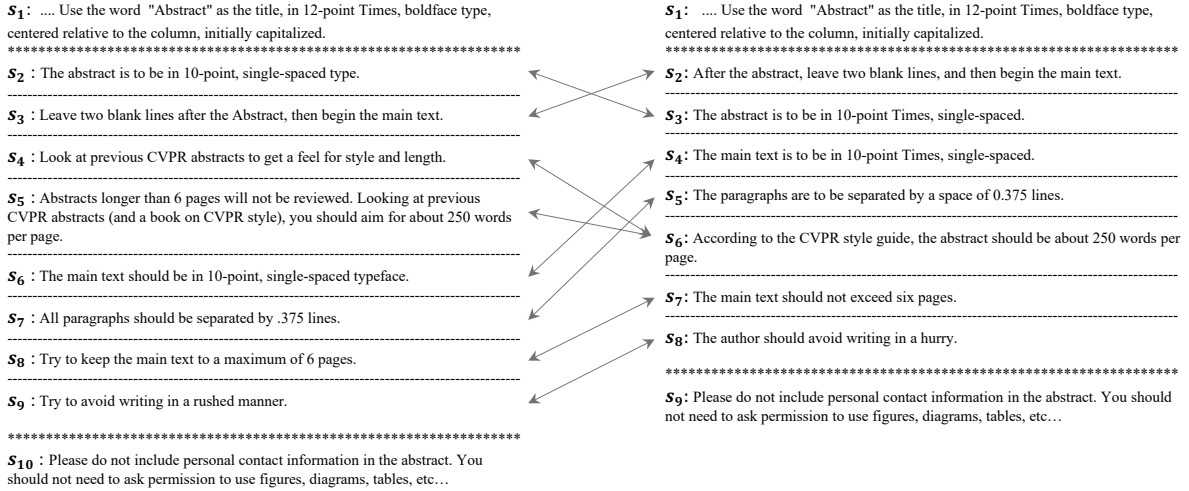 s1: .... Use the word "Abstract" as the title, in 12-point Times, boldface type,
centered relative to the column, initially capitalized.
*******************************************************************
s2 : The abstract is to be in 10-point, single-spaced type.
s3 : Leave two blank lines after the Abstract, then begin the main text.
s4 : Look at previous CVPR abstracts to get a feel for style and length.
s5 : Abstracts longer than 6 pages will not be reviewed. Looking at previous
CVPR abstracts (and a book on CVPR style), you should aim for about 250 words
per page.
s6 : The main text should be in 10-point, single-spaced typeface.
s7 : All paragraphs should be separated by .375 lines.
s8 : Try to keep the main text to a maximum of 6 pages.
s9 : Try to avoid writing in a rushed manner.
*******************************************************************
s10 : Please do not include personal contact information in the abstract. You
should not need to ask permission to use figures, diagrams, tables, etc…
s1: .... Use the word "Abstract" as the title, in 12-point Times, boldface type,
centered relative to the column, initially capitalized.
*******************************************************************
s2: After the abstract, leave two blank lines, and then begin the main text.
s3: The abstract is to be in 10-point Times, single-spaced.
s4: The main text is to be in 10-point Times, single-spaced.
s5: The paragraphs are to be separated by a space of 0.375 lines.
s6: According to the CVPR style guide, the abstract should be about 250 words per
page.
s7: The main text should not exceed six pages.
s8: The author should avoid writing in a hurry.
*******************************************************************
s9: Please do not include personal contact information in the abstract. You should
not need to ask permission to use figures, diagrams, tables, etc…